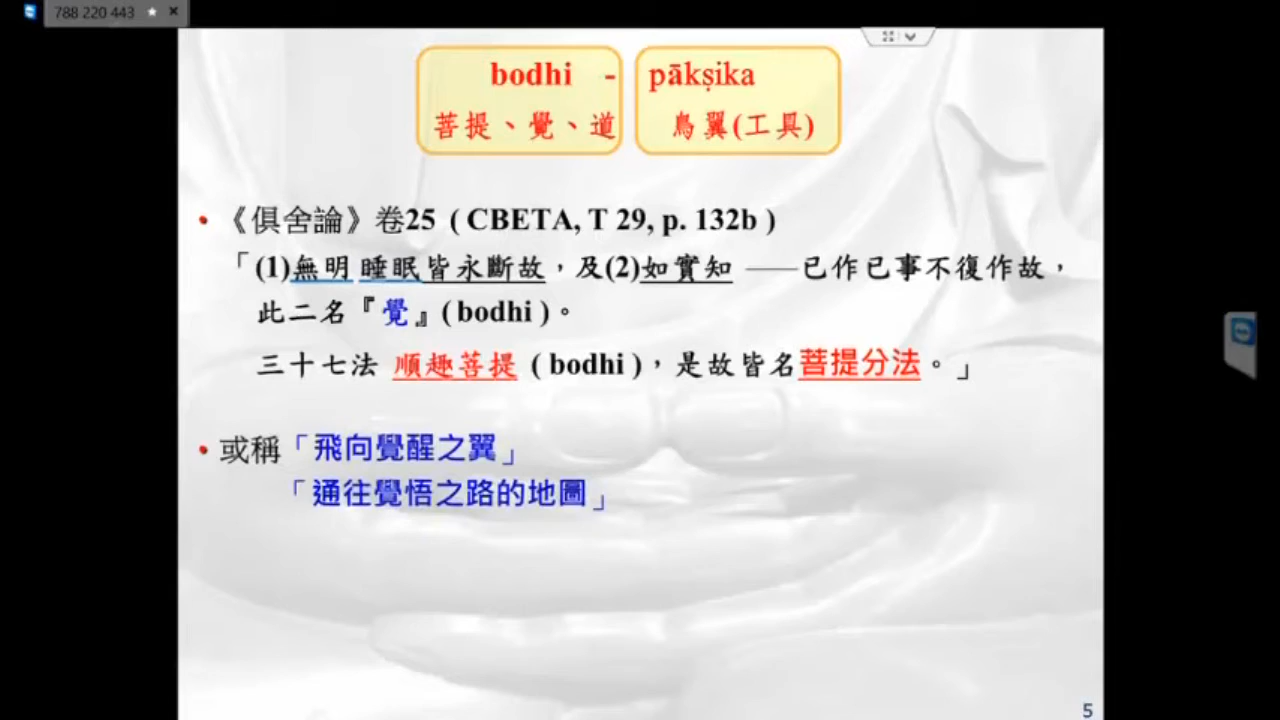 788 220 443
bodhi - pākṣika
菩提、覺、道 鳥翼(工具)
• 《俱舍論》卷25 ( CBETA, T 29, p. 132b )
「(1)無明 睡眠皆永斷故，及(2)如實知 ——已作已事不復作故，
此二名『覺』( bodhi )。
三十七法 順趣菩提 ( bodhi )，是故皆名菩提分法。」
• 或稱「飛向覺醒之翼」
「通往覺悟之路的地圖」
5